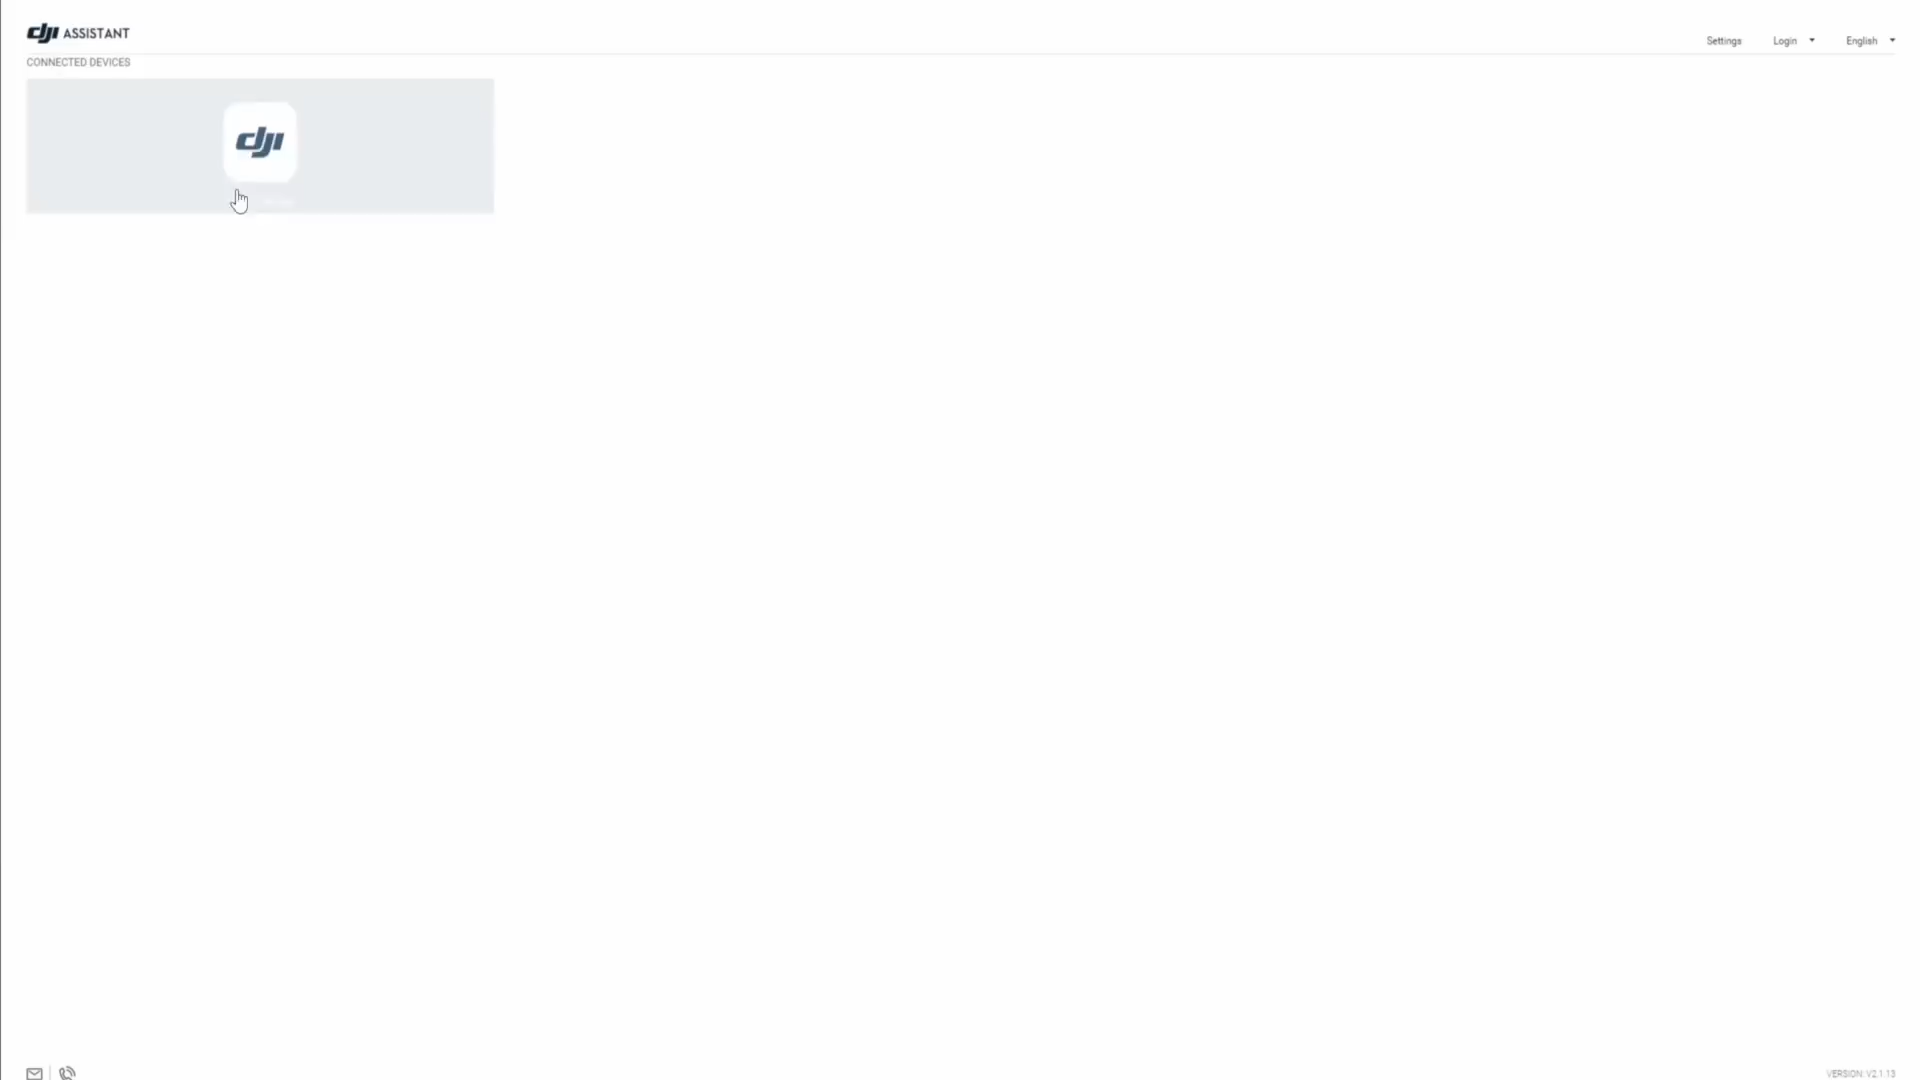 dji ASSISTANT
Settings
Login
English
CONNECTED DEVICES
dji
VERSION: V2.1.13